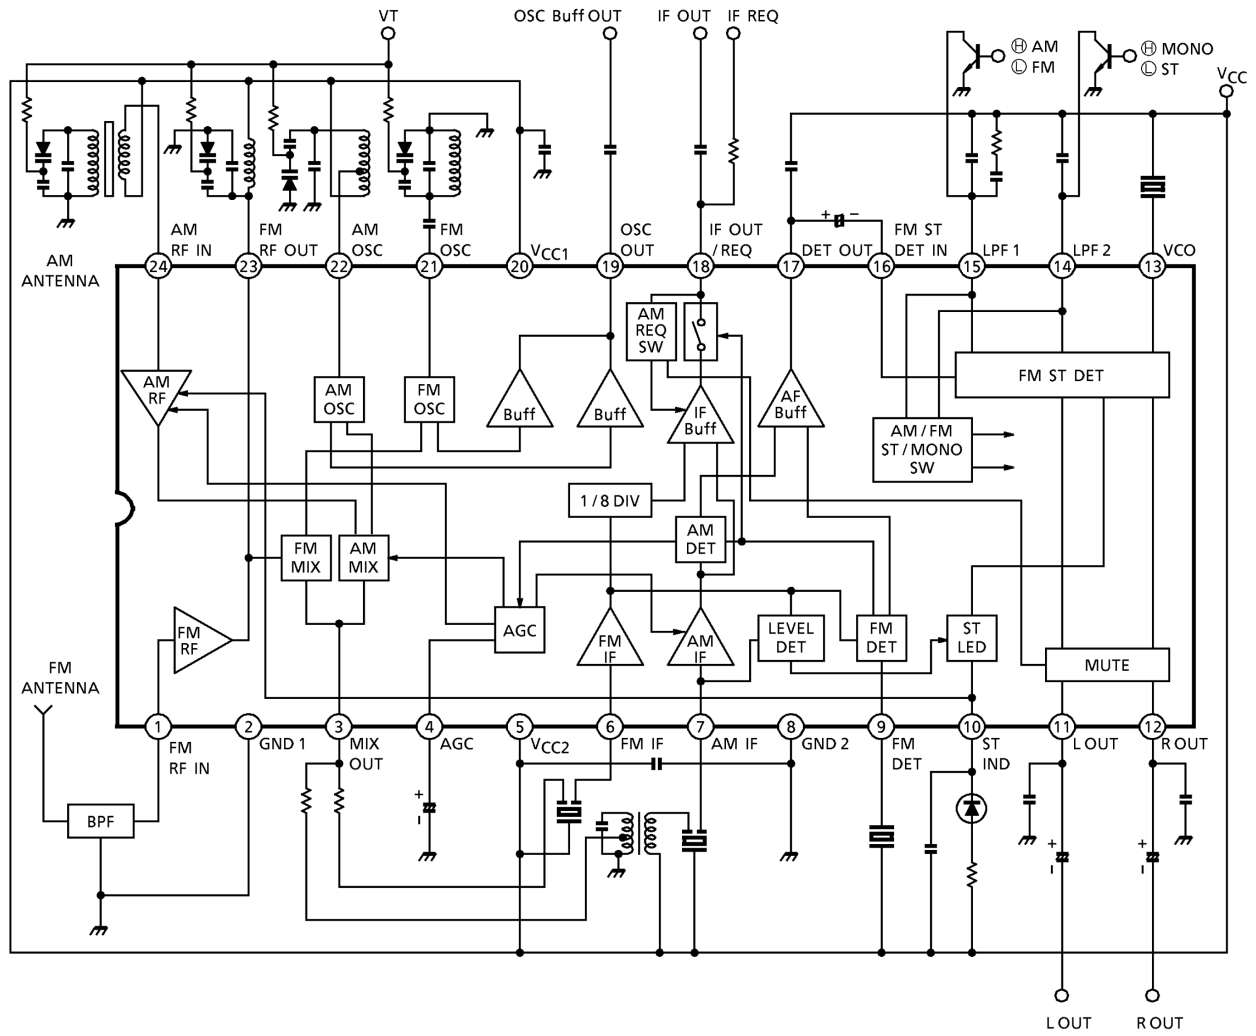 VT
OSC Buff OUT
IF OUT
IF REQ
Ⓗ AM
Ⓛ FM
Ⓗ MONO
Ⓛ ST
VCC
+ −
AM
RF IN
FM
RF OUT
AM
OSC
FM
OSC
VCC1
OSC
OUT
IF OUT
/REQ
DET OUT
FM ST
DET IN
LPF 1
LPF 2
VCO
AM
ANTENNA
24
23
22
21
20
19
18
17
16
15
14
13
AM
RF
AM
OSC
FM
OSC
Buff
Buff
AM
REQ
SW
IF
Buff
AF
Buff
FM ST DET
AM / FM
ST / MONO
SW
1 / 8 DIV
AM
DET
FM
MIX
AM
MIX
FM
RF
AGC
FM
IF
AM
IF
LEVEL
DET
FM
DET
ST
LED
MUTE
FM
ANTENNA
1
2
3
4
5
6
7
8
9
10
11
12
FM
RF IN
GND 1
MIX
OUT
AGC
VCC2
FM IF
AM IF
GND 2
FM
DET
ST
IND
L OUT
R OUT
BPF
+
−
+
−
+
−
L OUT
R OUT